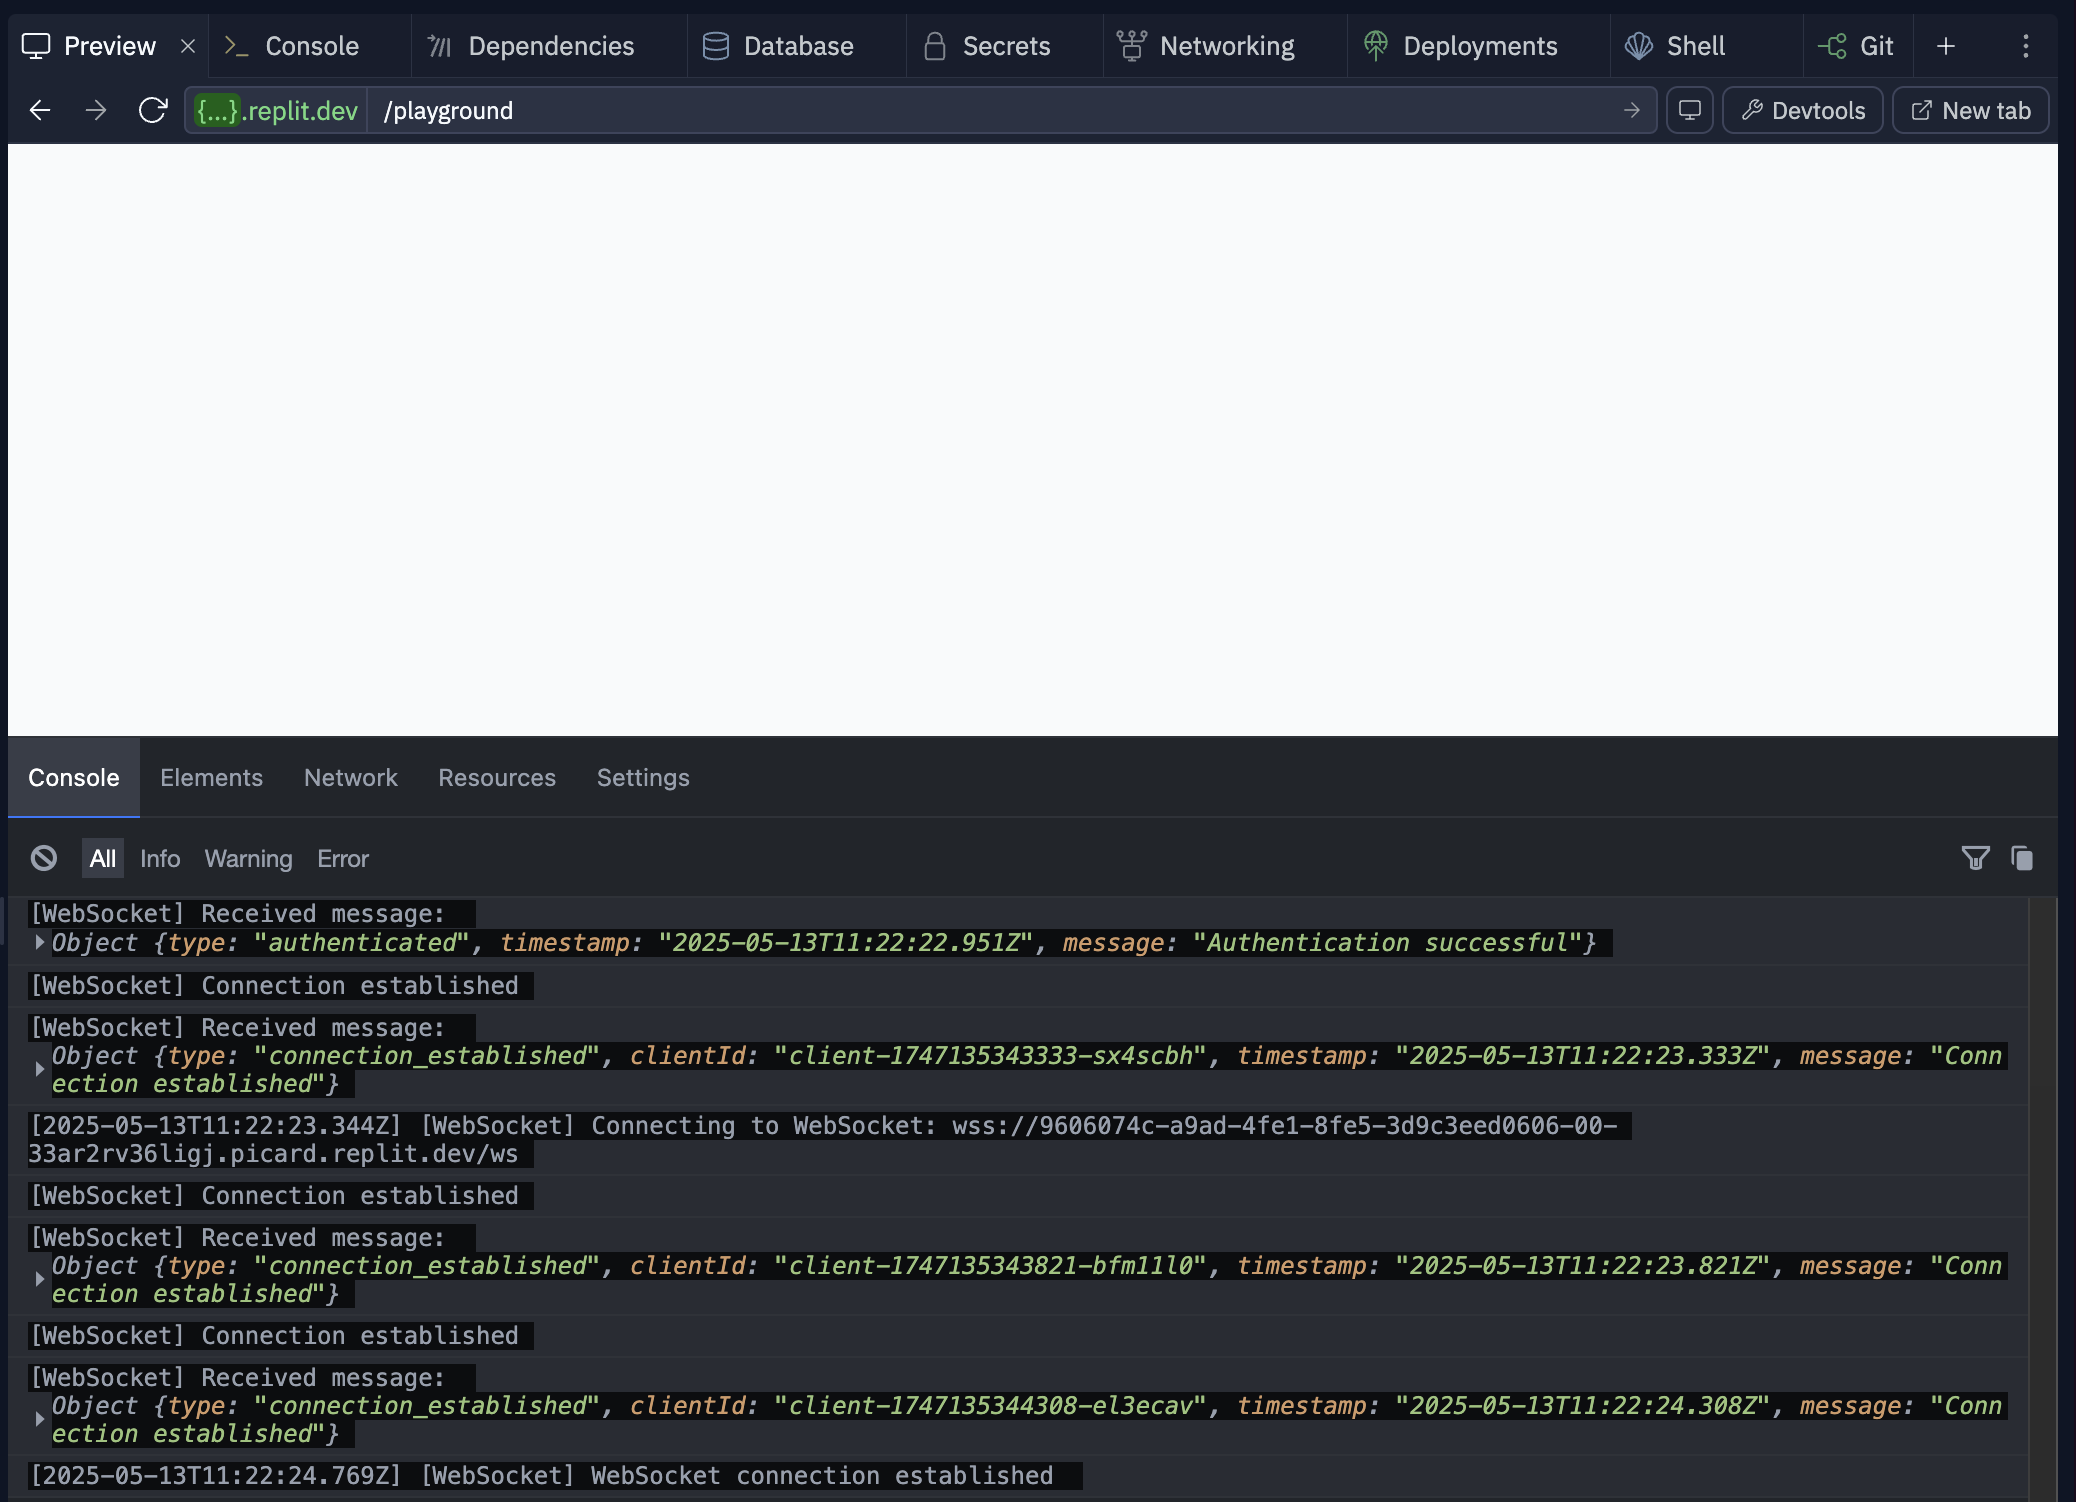 Preview
Console
Dependencies
Database
Secrets
Networking
Deployments
Shell
Git
{...}.replit.dev
/playground
Devtools
New tab
Console
Elements
Network
Resources
Settings
All
Info
Warning
Error
[WebSocket] Received message:
Object {type: "authenticated", timestamp: "2025-05-13T11:22:22.951Z", message: "Authentication successful"}
[WebSocket] Connection established
[WebSocket] Received message:
Object {type: "connection_established", clientId: "client-1747135343333-sx4scbh", timestamp: "2025-05-13T11:22:23.333Z", message: "Conn
ection established"}
[2025-05-13T11:22:23.344Z] [WebSocket] Connecting to WebSocket: wss://9606074c-a9ad-4fe1-8fe5-3d9c3eed0606-00-
33ar2rv36ligj.picard.replit.dev/ws
[WebSocket] Connection established
[WebSocket] Received message:
Object {type: "connection_established", clientId: "client-1747135343821-bfm11l0", timestamp: "2025-05-13T11:22:23.821Z", message: "Conn
ection established"}
[WebSocket] Connection established
[WebSocket] Received message:
Object {type: "connection_established", clientId: "client-1747135344308-el3ecav", timestamp: "2025-05-13T11:22:24.308Z", message: "Conn
ection established"}
[2025-05-13T11:22:24.769Z] [WebSocket] WebSocket connection established